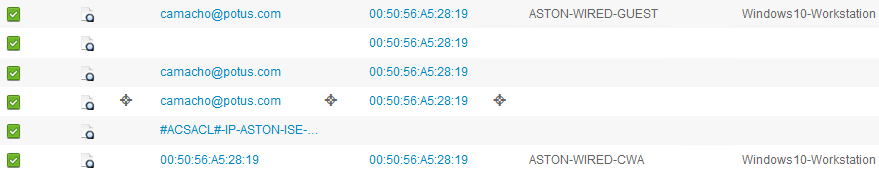 camacho@potus.com 00:50:56:A5:28:19 ASTON-WIRED-GUEST Windows10-Workstation
00:50:56:A5:28:19
camacho@potus.com 00:50:56:A5:28:19
camacho@potus.com 00:50:56:A5:28:19
#ACSACL#-IP-ASTON-ISE-...
00:50:56:A5:28:19 00:50:56:A5:28:19 ASTON-WIRED-CWA Windows10-Workstation